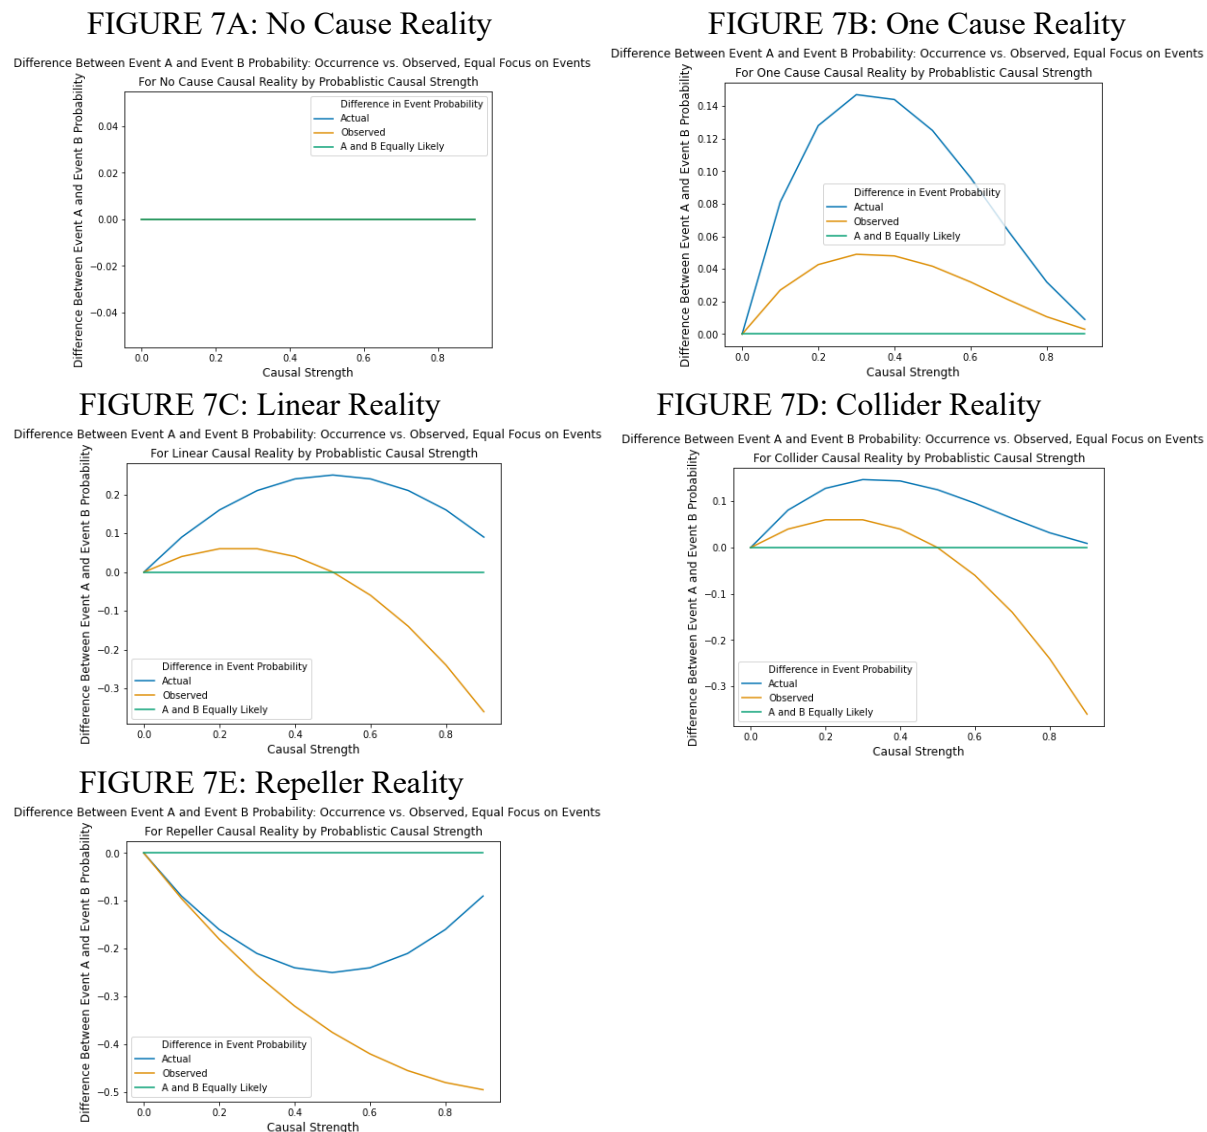 FIGURE 7A: No Cause Reality
Difference Between Event A and Event B Probability: Occurrence vs. Observed, Equal Focus on Events
For No Cause Causal Reality by Probablistic Causal Strength
Difference Between Event A and Event B Probability
0.04
0.02
0.00
−0.02
−0.04
Difference in Event Probability
Actual
Observed
A and B Equally Likely
0.0 0.2 0.4 0.6 0.8
Causal Strength
FIGURE 7B: One Cause Reality
Difference Between Event A and Event B Probability: Occurrence vs. Observed, Equal Focus on Events
For One Cause Causal Reality by Probablistic Causal Strength
Difference Between Event A and Event B Probability
0.14
0.12
0.10
0.08
0.06
0.04
0.02
0.00
Difference in Event Probability
Actual
Observed
A and B Equally Likely
0.0 0.2 0.4 0.6 0.8
Causal Strength
FIGURE 7C: Linear Reality
Difference Between Event A and Event B Probability: Occurrence vs. Observed, Equal Focus on Events
For Linear Causal Reality by Probablistic Causal Strength
Difference Between Event A and Event B Probability
0.2
0.1
0.0
−0.1
−0.2
−0.3
Difference in Event Probability
Actual
Observed
A and B Equally Likely
0.0 0.2 0.4 0.6 0.8
Causal Strength
FIGURE 7D: Collider Reality
Difference Between Event A and Event B Probability: Occurrence vs. Observed, Equal Focus on Events
For Collider Causal Reality by Probablistic Causal Strength
Difference Between Event A and Event B Probability
0.1
0.0
−0.1
−0.2
−0.3
Difference in Event Probability
Actual
Observed
A and B Equally Likely
0.0 0.2 0.4 0.6 0.8
Causal Strength
FIGURE 7E: Repeller Reality
Difference Between Event A and Event B Probability: Occurrence vs. Observed, Equal Focus on Events
For Repeller Causal Reality by Probablistic Causal Strength
Difference Between Event A and Event B Probability
0.0
−0.1
−0.2
−0.3
−0.4
−0.5
Difference in Event Probability
Actual
Observed
A and B Equally Likely
0.0 0.2 0.4 0.6 0.8
Causal Strength